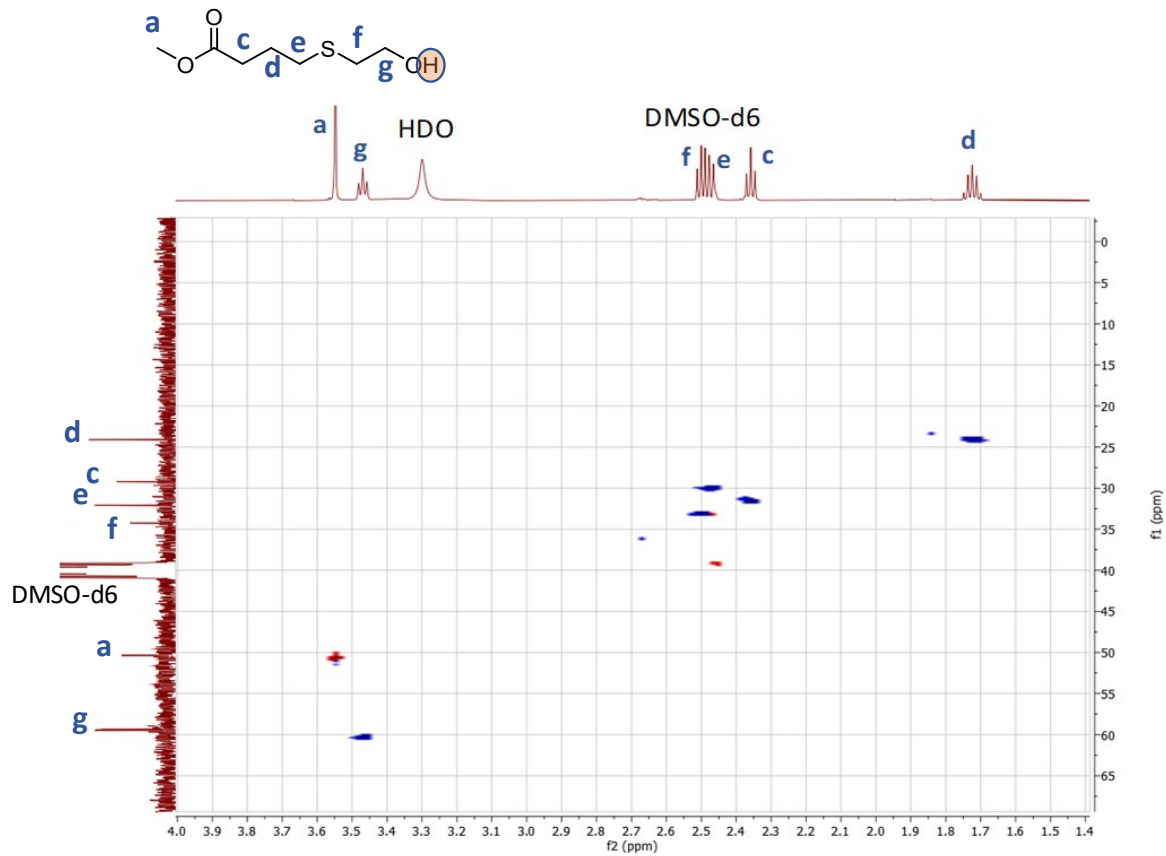 a
O
c
e
S
f
O
d
g
OH
a
g
HDO
DMSO-d6
f
e
c
d
d
c
e
f
DMSO-d6
a
g
0
5
10
15
20
25
30
35
40
45
50
55
60
65
f1 (ppm)
4.0 3.9 3.8 3.7 3.6 3.5 3.4 3.3 3.2 3.1 3.0 2.9 2.8 2.7 2.6 2.5 2.4 2.3 2.2 2.1 2.0 1.9 1.8 1.7 1.6 1.5 1.4
f2 (ppm)